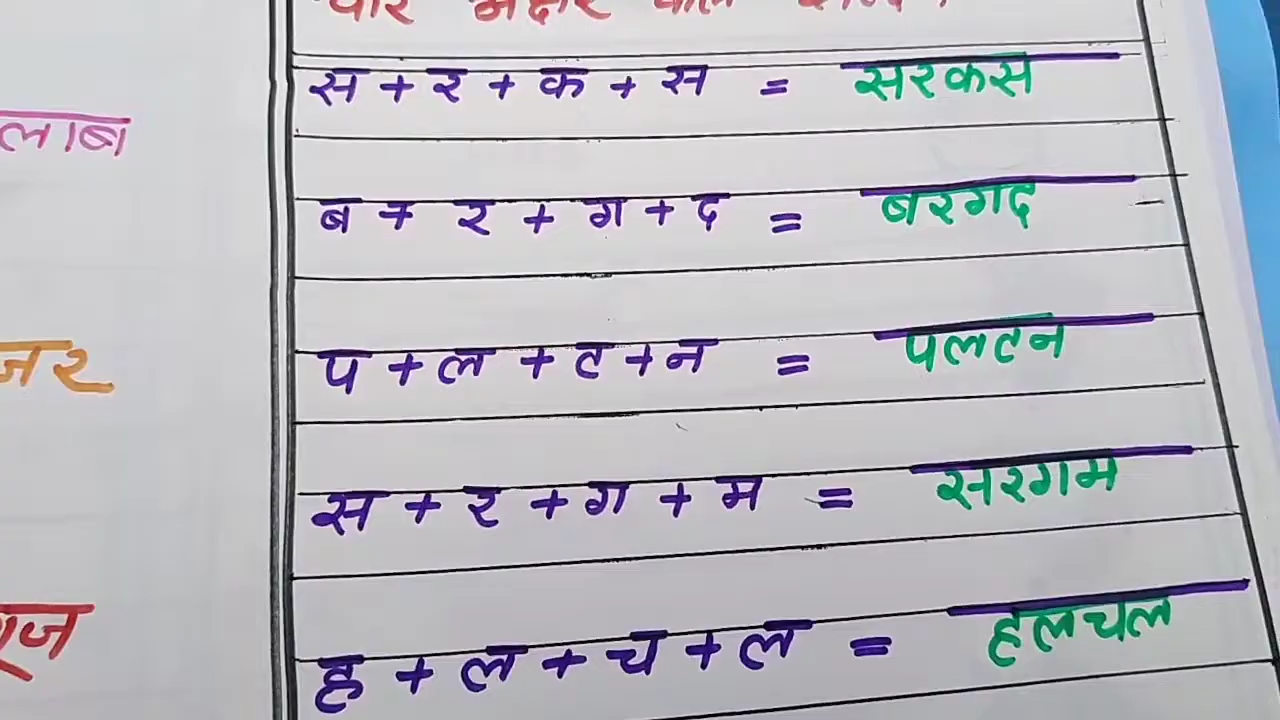 स + र + क + स = सरकस
ब + र + ग + द = बरगद
प + ल + ट + न = पलटन
स + र + ग + म = सरगम
ह + ल + च + ल = हलचल